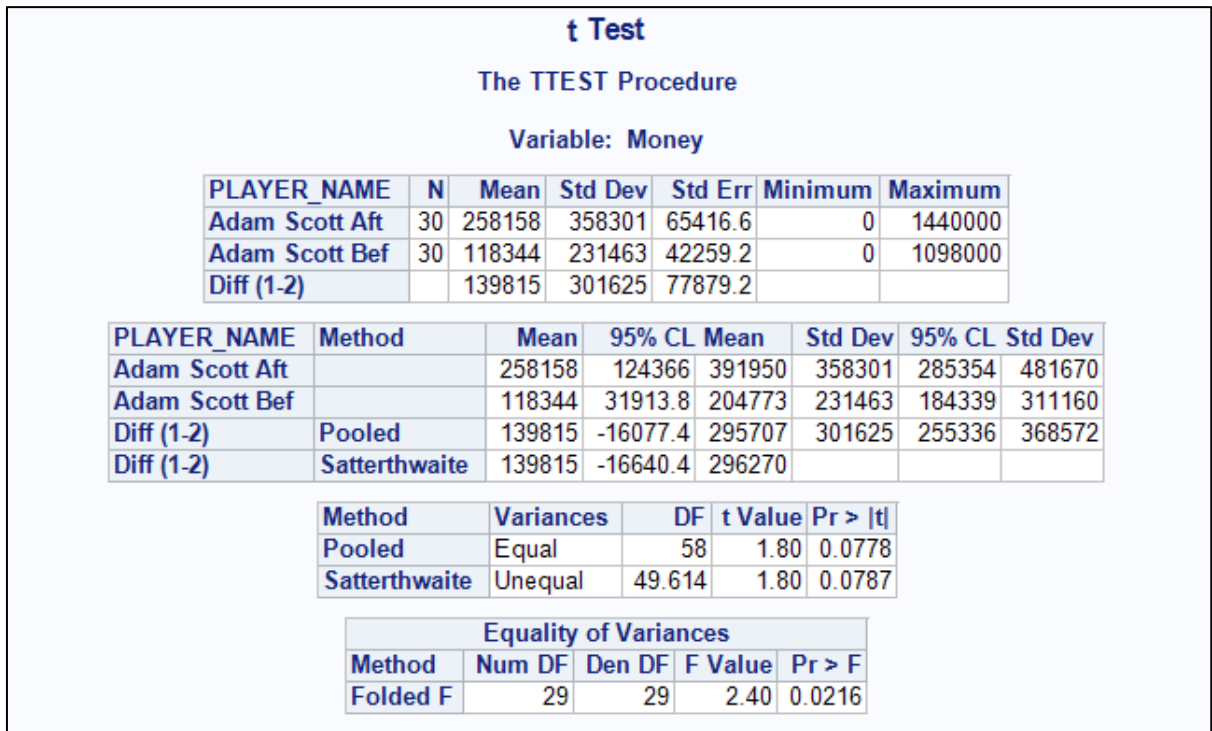 t Test
The TTEST Procedure
Variable: Money
PLAYER_NAME N Mean Std Dev Std Err Minimum Maximum
Adam Scott Aft 30 258158 358301 65416.6 0 1440000
Adam Scott Bef 30 118344 231463 42259.2 0 1098000
Diff (1-2) 139815 301625 77879.2
PLAYER_NAME Method Mean 95% CL Mean Std Dev 95% CL Std Dev
Adam Scott Aft 258158 124366 391950 358301 285354 481670
Adam Scott Bef 118344 31913.8 204773 231463 184339 311160
Diff (1-2) Pooled 139815 -16077.4 295707 301625 255336 368572
Diff (1-2) Satterthwaite 139815 -16640.4 296270
Method Variances DF t Value Pr > |t|
Pooled Equal 58 1.80 0.0778
Satterthwaite Unequal 49.614 1.80 0.0787
Equality of Variances
Method Num DF Den DF F Value Pr > F
Folded F 29 29 2.40 0.0216